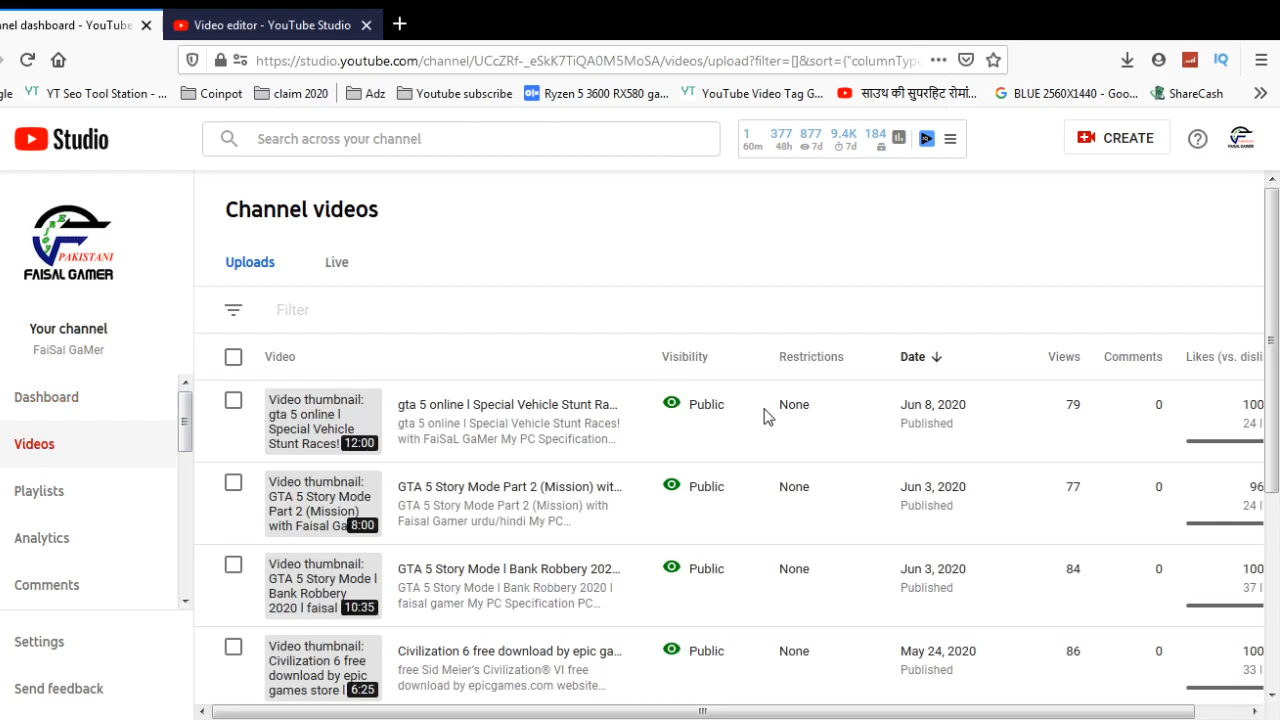 nnel dashboard - YouTube
Video editor - YouTube Studio
https://studio.youtube.com/channel/UCcZRf-_eSkK7TiQA0M5MoSA/videos/upload?filter=[]&sort={"columnType
gle YT YT SEO Tool Station - ... Coinpot claim 2020 Adz Youtube subscribe Ryzen 5 3600 RX580 ga... YT YouTube Video Tag G... साउथ की सुपरहिट रोमां... BLUE 2560X1440 - Goo... ShareCash
Studio
Search across your channel
1 377 877 9.4K 184
60m 48h 7d 7d
CREATE
FAISAL GAMER
PAKISTANI
FAISAL GAMER
Your channel
FaiSal GaMer
Dashboard
Videos
Playlists
Analytics
Comments
Settings
Send feedback
Channel videos
Uploads Live
Filter
Video Visibility Restrictions Date Views Comments Likes (vs. disli
Video thumbnail:
gta 5 online l
Special Vehicle
Stunt Races!
12:00
gta 5 online l Special Vehicle Stunt Ra...
gta 5 online l Special Vehicle Stunt Races!
with FaiSaL GaMer My PC Specification...
Public None Jun 8, 2020 79 0 100
Published 24 l
Video thumbnail:
GTA 5 Story Mode
Part 2 (Mission)
with Faisal Ga
8:00
GTA 5 Story Mode Part 2 (Mission) wit...
GTA 5 Story Mode Part 2 (Mission) with
Faisal Gamer urdu/hindi My PC...
Public None Jun 3, 2020 77 0 96
Published 24 l
Video thumbnail:
GTA 5 Story Mode l
Bank Robbery
2020 l faisal
10:35
GTA 5 Story Mode l Bank Robbery 202...
GTA 5 Story Mode l Bank Robbery 2020 l
faisal gamer My PC Specification PC...
Public None Jun 3, 2020 84 0 100
Published 37 l
Video thumbnail:
Civilization 6 free
download by epic
games store l
6:25
Civilization 6 free download by epic ga...
free Sid Meier's Civilization® VI free
download by epicgames.com website...
Public None May 24, 2020 86 0 100
Published 33 l